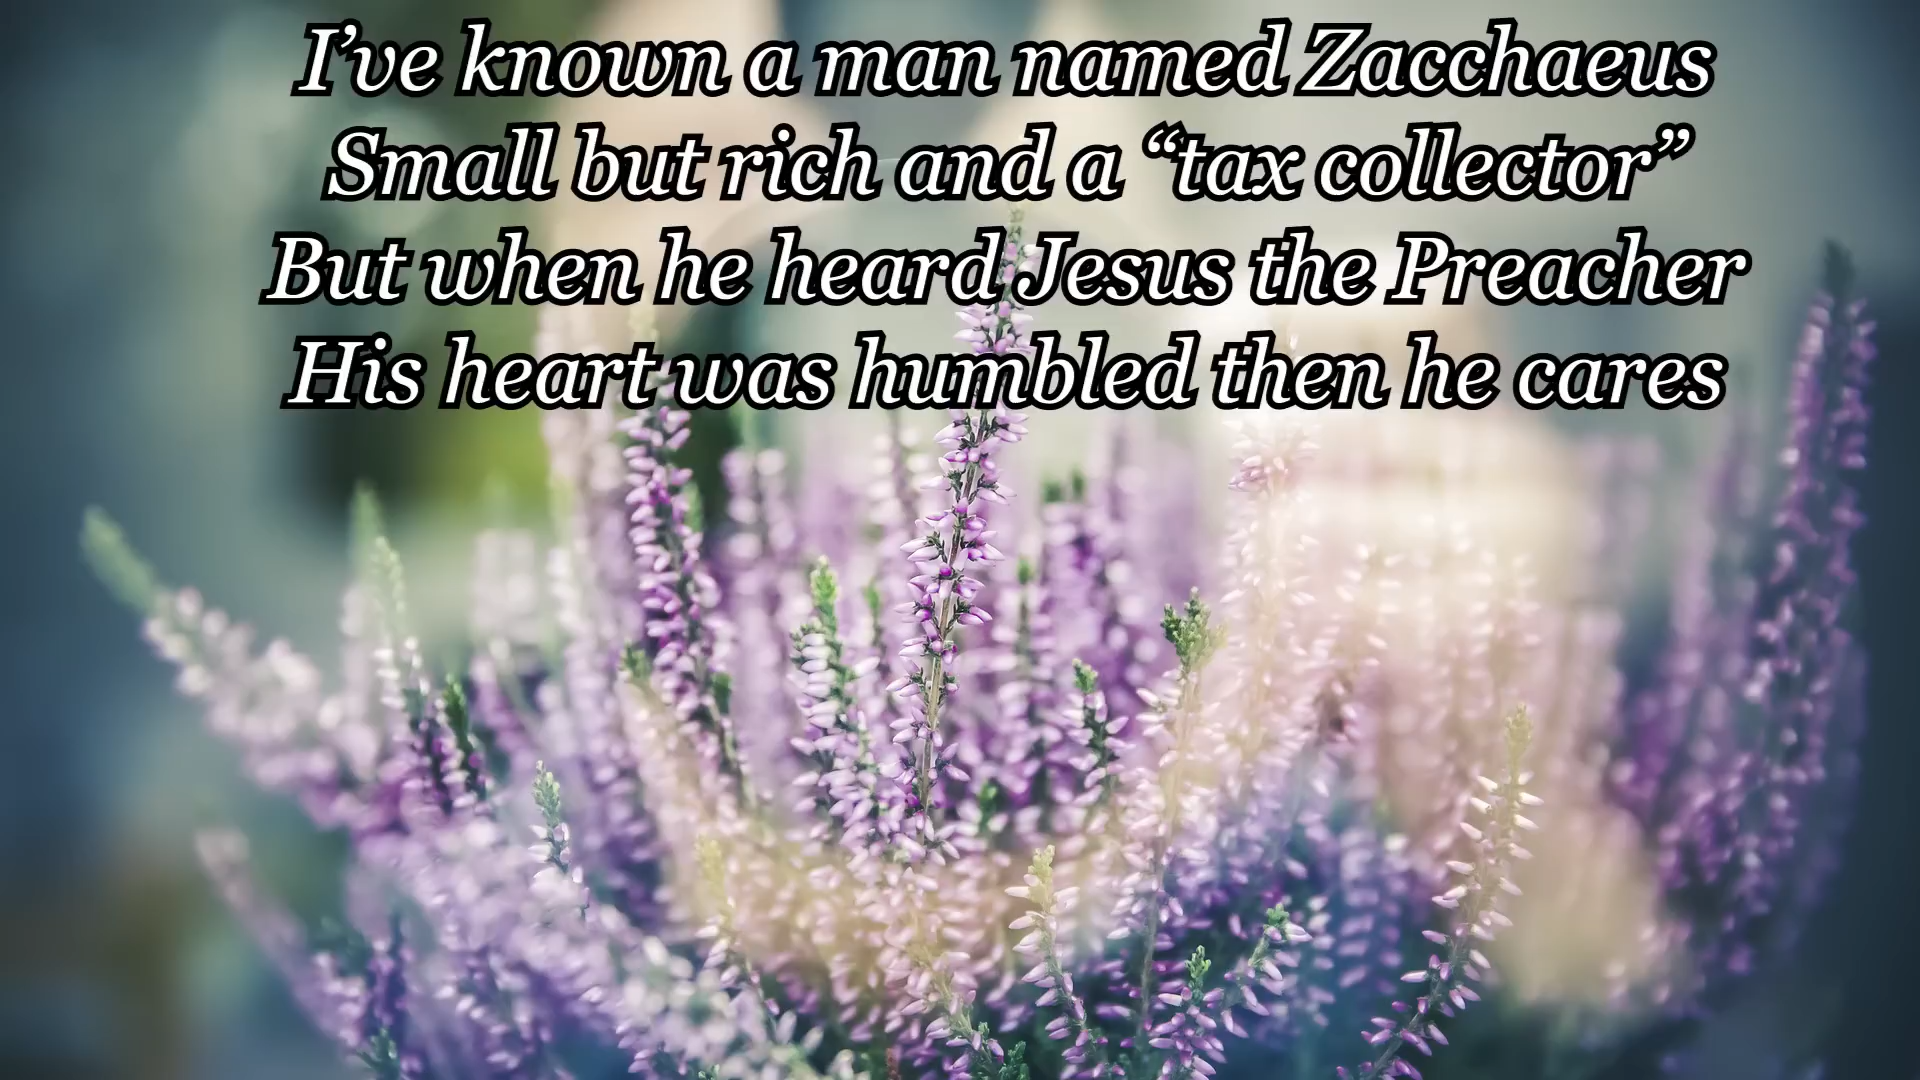 I’ve known a man named Zacchaeus
Small but rich and a “tax collector”
But when he heard Jesus the Preacher
His heart was humbled then he cares